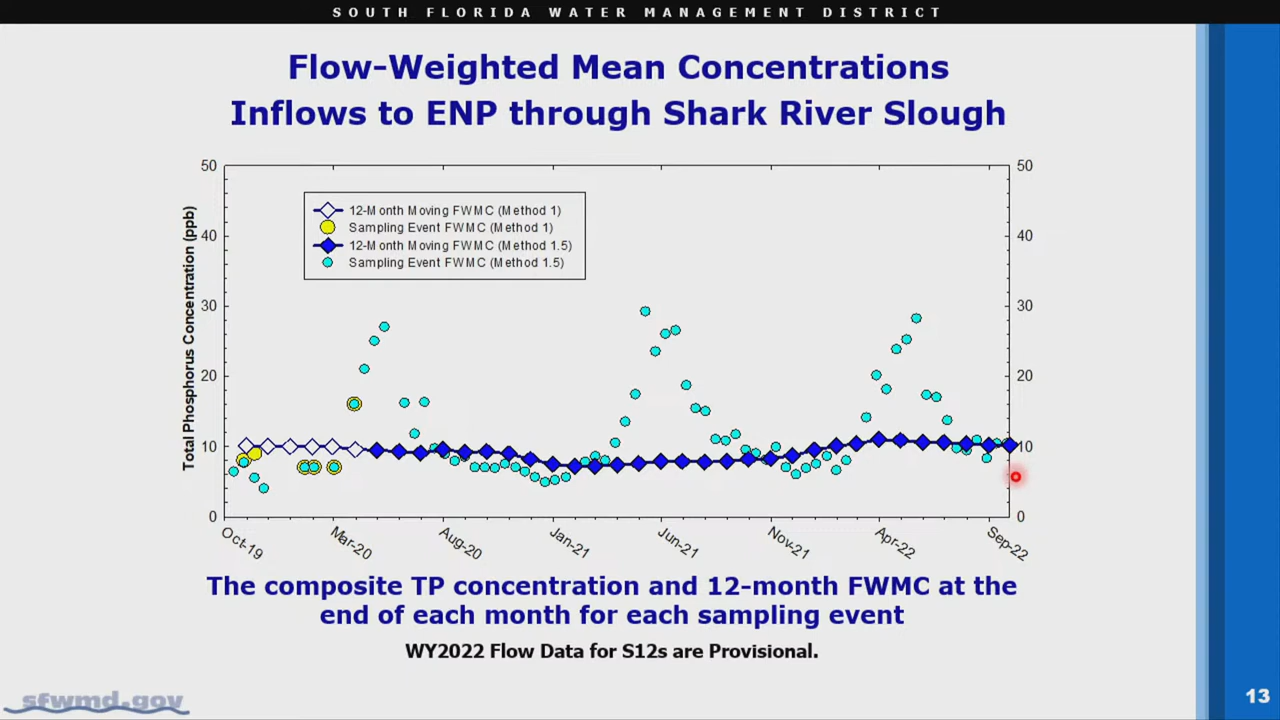 SOUTH FLORIDA WATER MANAGEMENT DISTRICT
Flow-Weighted Mean Concentrations
Inflows to ENP through Shark River Slough
Total Phosphorus Concentration (ppb)
50
40
30
20
10
0
12-Month Moving FWMC (Method 1)
Sampling Event FWMC (Method 1)
12-Month Moving FWMC (Method 1.5)
Sampling Event FWMC (Method 1.5)
50
40
30
20
10
0
Oct-19
Mar-20
Aug-20
Jan-21
Jun-21
Nov-21
Apr-22
Sep-22
The composite TP concentration and 12-month FWMC at the
end of each month for each sampling event
WY2022 Flow Data for S12s are Provisional.
sfwmd.gov
13